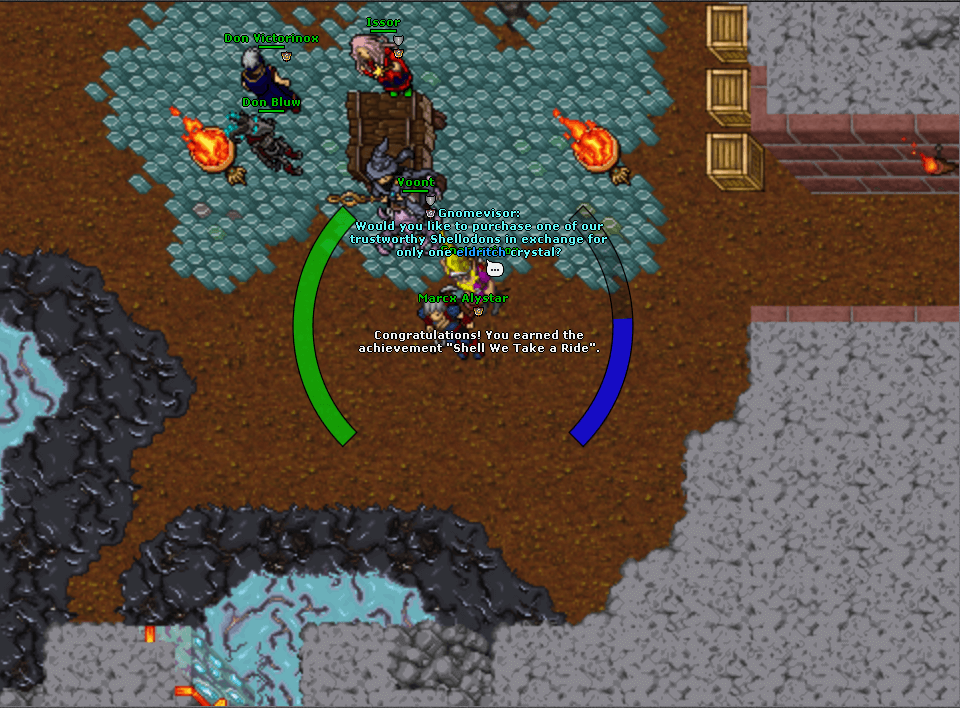 Issor
Don Victorinox
Don Bluw
Voont
Gnomevisor:
Would you like to purchase one of our
trustworthy Shellodons in exchange for
only one eldritch crystal?
Marcx Alystar
Congratulations! You earned the
achievement "Shell We Take a Ride".